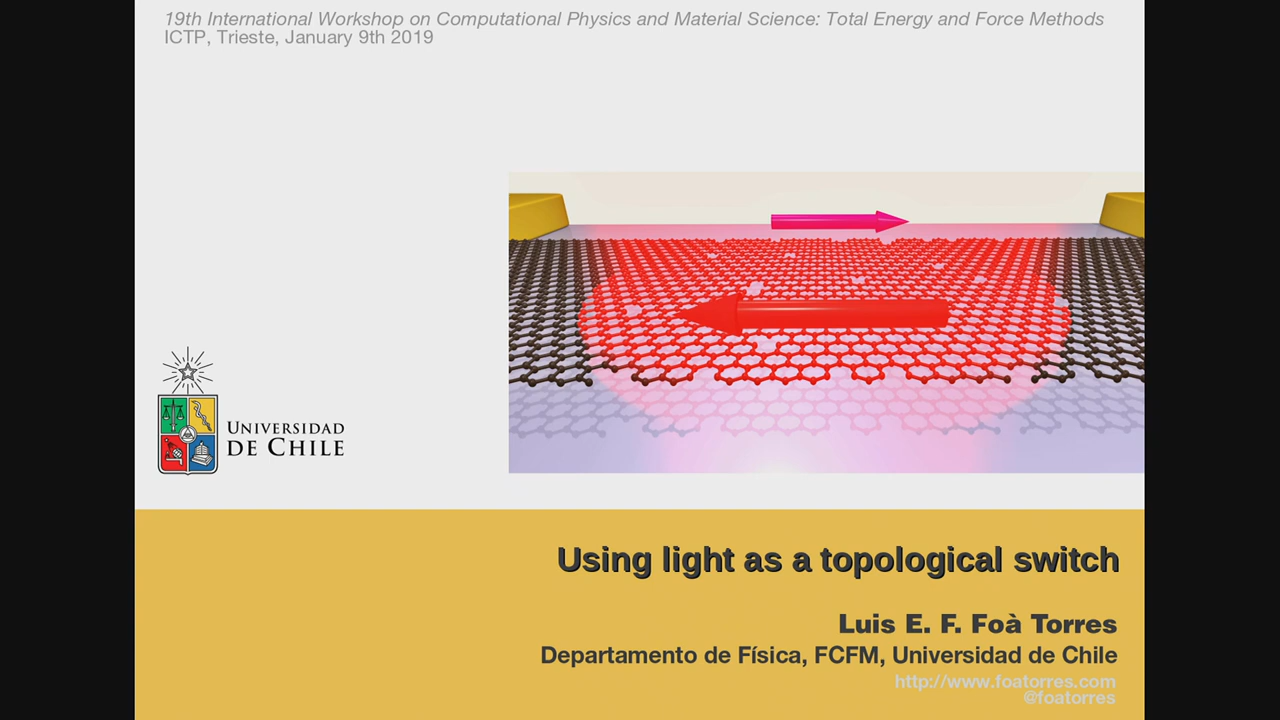 19th International Workshop on Computational Physics and Material Science: Total Energy and Force Methods
ICTP, Trieste, January 9th 2019
UNIVERSIDAD
DE CHILE
Using light as a topological switch
Luis E. F. Foà Torres
Departamento de Física, FCFM, Universidad de Chile
http://www.foatorres.com
@foatorres